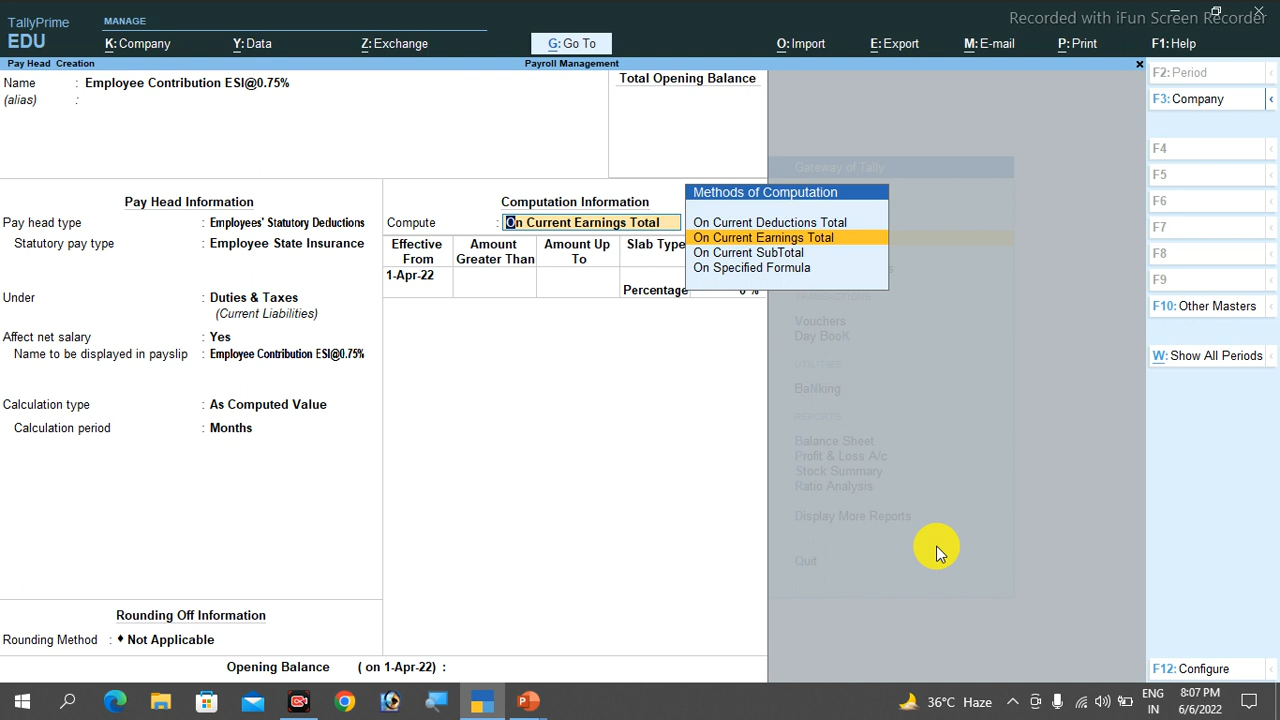 Recorded with iFun Screen Recorder
TallyPrime
EDU
MANAGE
K: Company
Y: Data
Z: Exchange
G: Go To
O: Import
E: Export
M: E-mail
P: Print
F1: Help
Pay Head Creation
Payroll Management
Name : Employee Contribution ESI@0.75%
(alias) :
Total Opening Balance
Pay Head Information
Pay head type : Employees' Statutory Deductions
Statutory pay type : Employee State Insurance
Under : Duties & Taxes
(Current Liabilities)
Affect net salary : Yes
Name to be displayed in payslip : Employee Contribution ESI@0.75%
Calculation type : As Computed Value
Calculation period : Months
Rounding Off Information
Rounding Method : ♦ Not Applicable
Computation Information
Compute : On Current Earnings Total
Effective From
Amount Greater Than
Amount Up To
Slab Type
1-Apr-22
Percentage 0 %
Methods of Computation
On Current Deductions Total
On Current Earnings Total
On Current SubTotal
On Specified Formula
Opening Balance ( on 1-Apr-22) :
Gateway of Tally
Vouchers
Day BooK
UTILITIES
BaNking
REPORTS
Balance Sheet
Profit & Loss A/c
Stock Summary
Ratio Analysis
Display More Reports
Quit
F2: Period
F3: Company
F4
F5
F6
F7
F8
F9
F10: Other Masters
W: Show All Periods
F12: Configure
36°C Haze
ENG
IN
8:07 PM
6/6/2022